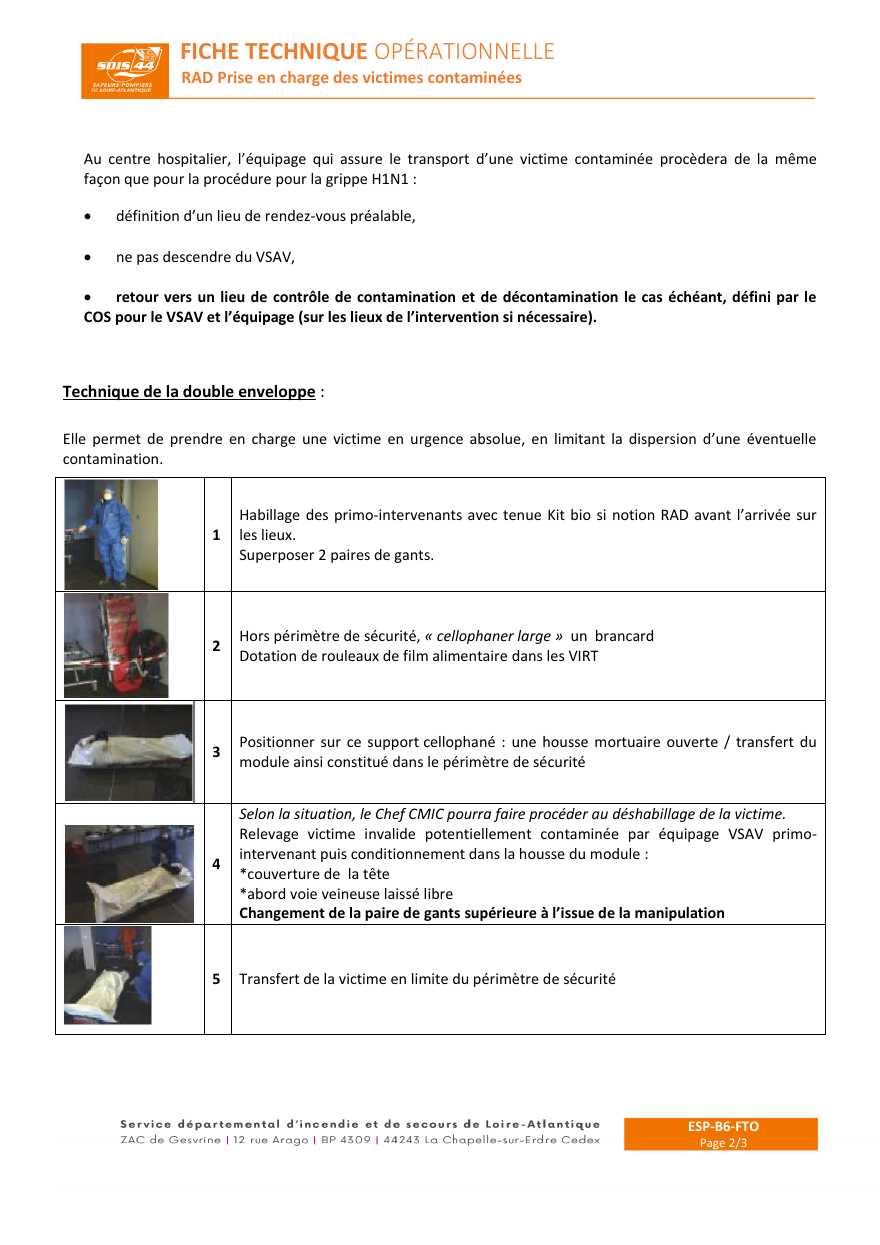 FICHE TECHNIQUE OPÉRATIONNELLE
SDIS 44
SAPEURS-POMPIERS
DE LOIRE-ATLANTIQUE
RAD Prise en charge des victimes contaminées
Au centre hospitalier, l’équipage qui assure le transport d’une victime contaminée procèdera de la même
façon que pour la procédure pour la grippe H1N1 :
• définition d’un lieu de rendez-vous préalable,
• ne pas descendre du VSAV,
• retour vers un lieu de contrôle de contamination et de décontamination le cas échéant, défini par le
COS pour le VSAV et l’équipage (sur les lieux de l’intervention si nécessaire).
Technique de la double enveloppe :
Elle permet de prendre en charge une victime en urgence absolue, en limitant la dispersion d’une éventuelle
contamination.
1
Habillage des primo-intervenants avec tenue Kit bio si notion RAD avant l’arrivée sur
les lieux.
Superposer 2 paires de gants.
2
Hors périmètre de sécurité, « cellophaner large » un brancard
Dotation de rouleaux de film alimentaire dans les VIRT
3
Positionner sur ce support cellophané : une housse mortuaire ouverte / transfert du
module ainsi constitué dans le périmètre de sécurité
4
Selon la situation, le Chef CMIC pourra faire procéder au déshabillage de la victime.
Relevage victime invalide potentiellement contaminée par équipage VSAV primo-
intervenant puis conditionnement dans la housse du module :
*couverture de la tête
*abord voie veineuse laissé libre
Changement de la paire de gants supérieure à l’issue de la manipulation
5
Transfert de la victime en limite du périmètre de sécurité
Service départemental d’incendie et de secours de Loire-Atlantique
ZAC de Gesvrine | 12 rue Arago | BP 4309 | 44243 La Chapelle-sur-Erdre Cedex
ESP-B6-FTO
Page 2/3